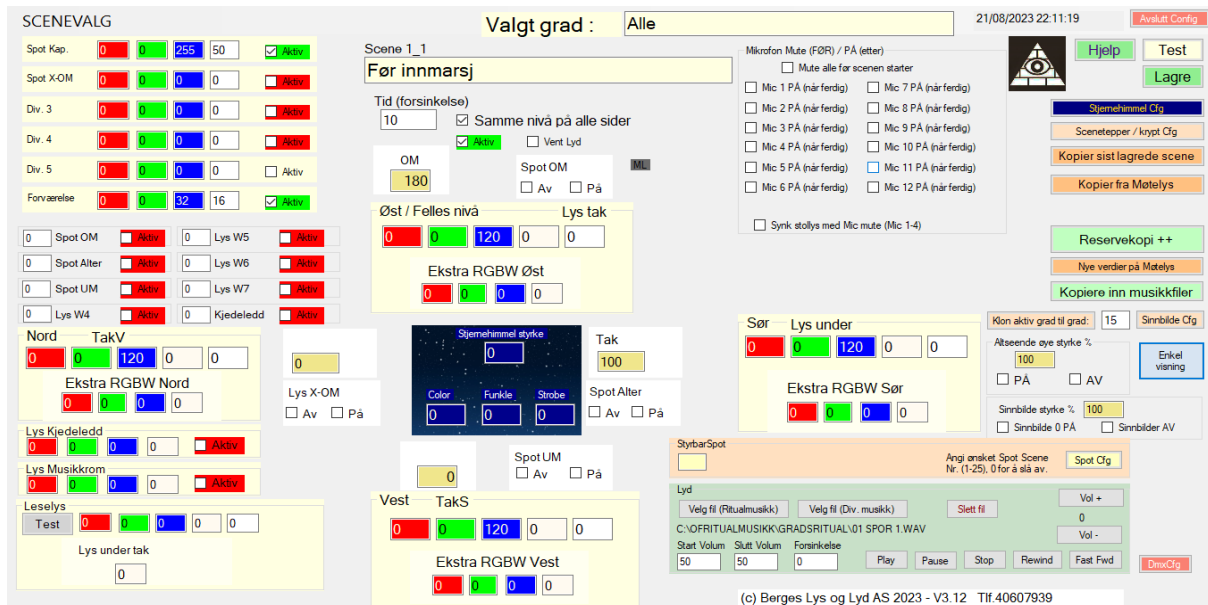 SCENEVALG
Valgt grad :
Alle
21/08/2023 22:11:19
Avslutt Config
Spot Kap.
0
0
255
50
Aktiv
Spot X-OM
0
0
0
0
Aktiv
Div. 3
0
0
0
0
Aktiv
Div. 4
0
0
0
0
Aktiv
Div. 5
0
0
0
0
Aktiv
Forværelse
0
0
32
16
Aktiv
0
Spot OM
Aktiv
0
Lys W5
Aktiv
0
Spot Alter
Aktiv
0
Lys W6
Aktiv
0
Spot UM
Aktiv
0
Lys W7
Aktiv
0
Lys W4
Aktiv
0
Kjedeledd
Aktiv
Scene 1_1
Før innmarsj
Tid (forsinkelse)
10
Samme nivå på alle sider
Aktiv
Vent Lyd
OM
180
Spot OM
Av
På
ML
Øst / Felles nivå
Lys tak
0
0
120
0
0
Ekstra RGBW Øst
0
0
0
0
Mikrofon Mute (FØR) / PÅ (etter)
Mute alle før scenen starter
Mic 1 PÅ (når ferdig)
Mic 7 PÅ (når ferdig)
Mic 2 PÅ (når ferdig)
Mic 8 PÅ (når ferdig)
Mic 3 PÅ (når ferdig)
Mic 9 PÅ (når ferdig)
Mic 4 PÅ (når ferdig)
Mic 10 PÅ (når ferdig)
Mic 5 PÅ (når ferdig)
Mic 11 PÅ (når ferdig)
Mic 6 PÅ (når ferdig)
Mic 12 PÅ (når ferdig)
Synk stollys med Mic mute (Mic 1-4)
Hjelp
Test
Lagre
Stjernehimmel Cfg
Scenetepper / krypt Cfg
Kopier sist lagrede scene
Kopier fra Møtelys
Reservekopi ++
Nye verdier på Møtelys
Kopiere inn musikkfiler
Klon aktiv grad til grad:
15
Sinnbilde Cfg
Altseende øye styrke %
100
PÅ
AV
Enkel
visning
Sinnbilde styrke %
100
Sinnbilde 0 PÅ
Sinnbilder AV
Nord
TakV
0
0
120
0
0
Ekstra RGBW Nord
0
0
0
0
Lys Kjedeledd
0
0
0
0
Aktiv
Lys Musikkrom
0
0
0
0
Aktiv
Leselys
Test
0
0
0
0
0
Lys under tak
0
0
Lys X-OM
Av
På
Stjernehimmel styrke
0
Color
Funkle
Strobe
0
0
0
Tak
100
Spot Alter
Av
På
0
Spot UM
Av
På
Vest
TakS
0
0
120
0
0
Ekstra RGBW Vest
0
0
0
0
Sør
Lys under
0
0
120
0
0
Ekstra RGBW Sør
0
0
0
0
StyrbarSpot
Angi ønsket Spot Scene
Nr. (1-25), 0 for å slå av.
Spot Cfg
Lyd
Velg fil (Ritualmusikk)
Velg fil (Div. musikk)
Slett fil
Vol +
0
Vol -
C:\OFRITUALMUSIKK\GRADSRITUAL\01 SPOR 1.WAV
Start Volum
Slutt Volum
Forsinkelse
50
50
0
Play
Pause
Stop
Rewind
Fast Fwd
DmxCfg
(c) Berges Lys og Lyd AS 2023 - V3.12 Tlf.40607939